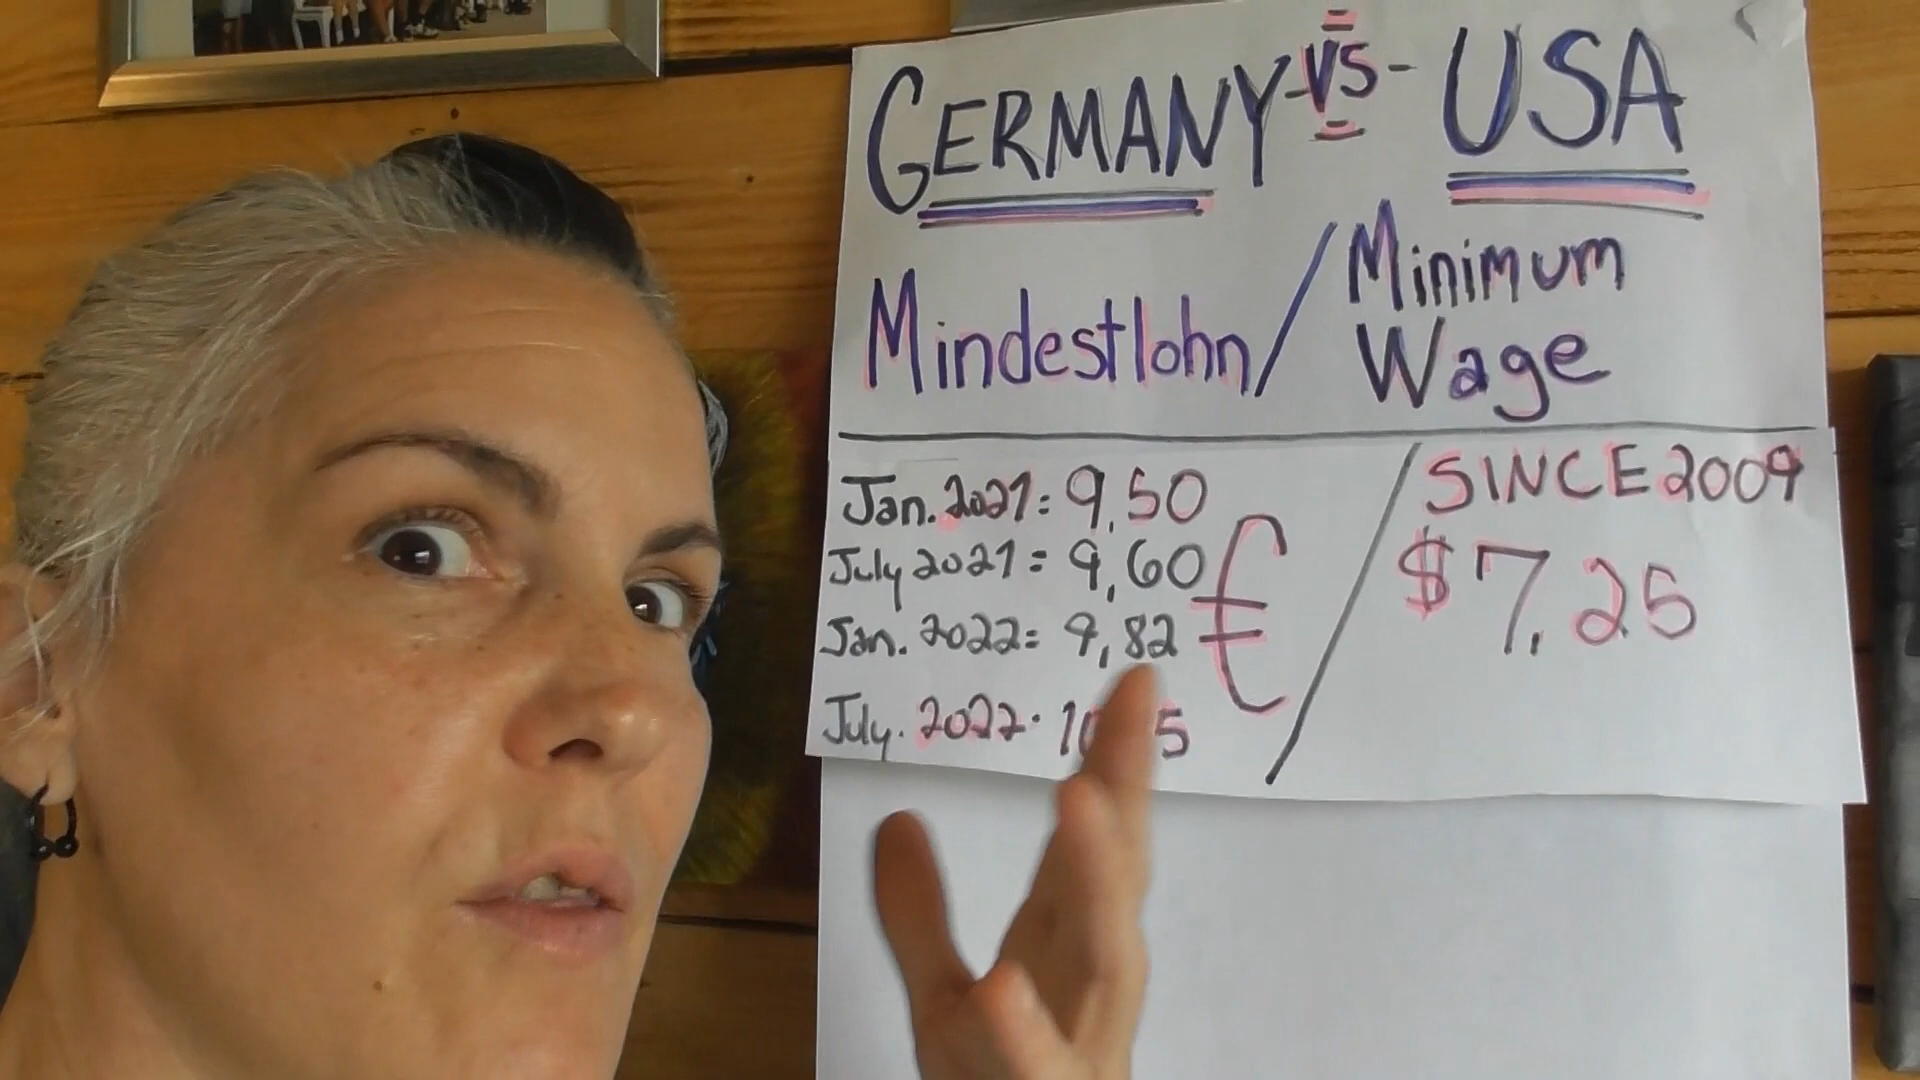 GERMANY-VS-USA
Mindestlohn/Minimum
Wage
Jan. 2021: 9,50
July 2021 = 9,60
Jan. 2022= 9,82
July. 2022
€
/
SINCE 2009
$7,25